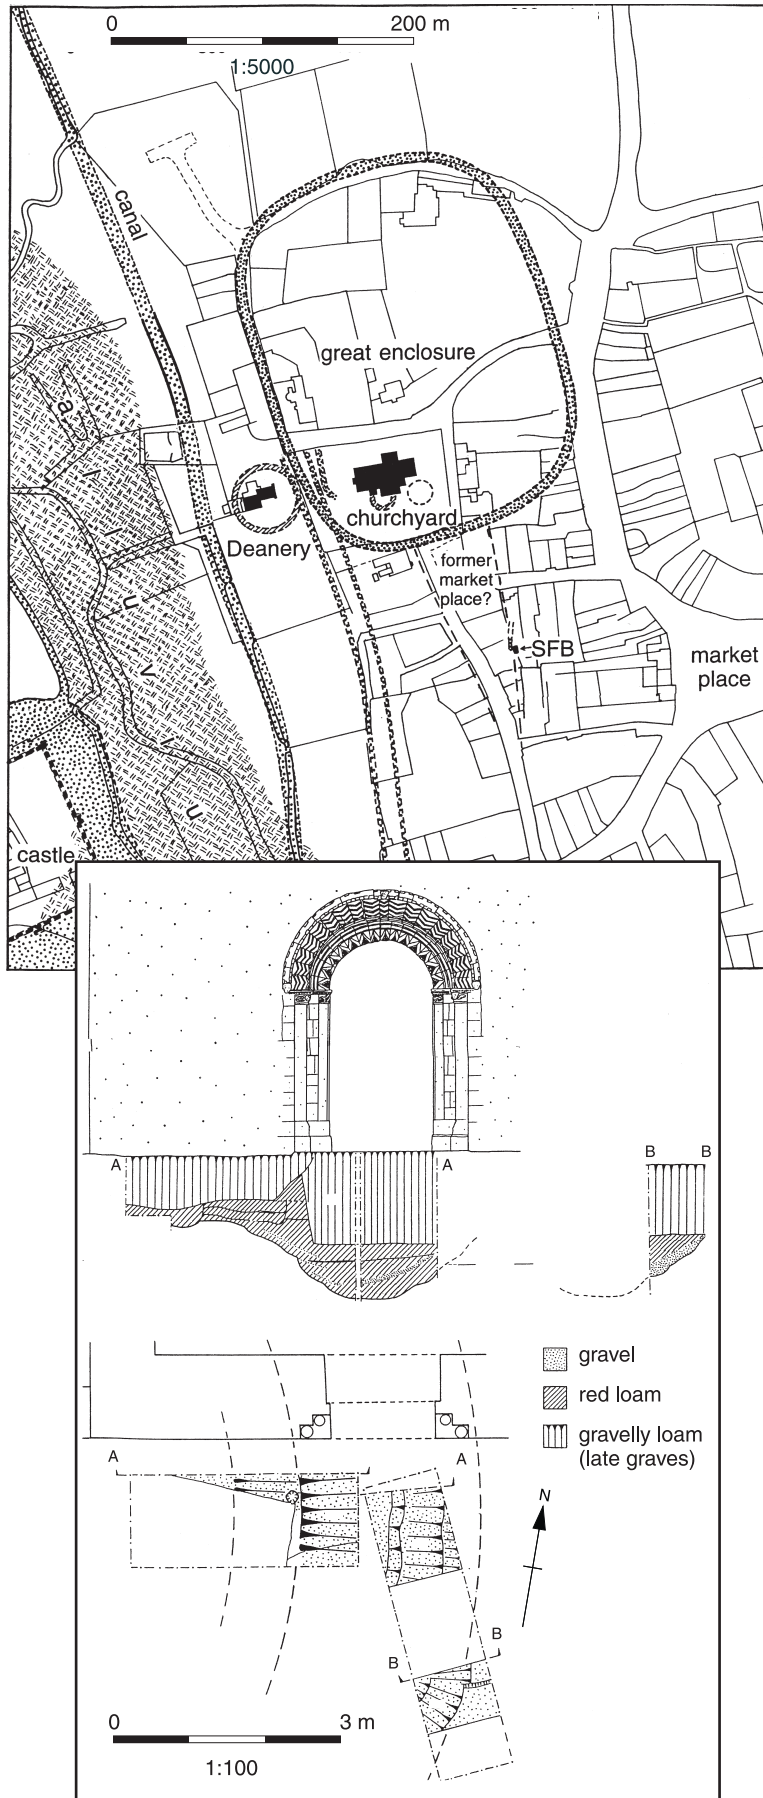 0 200 m
1:5000
canal
great enclosure
churchyard
Deanery
former
market
place?
SFB
market
place
alluvium
castle
A A B B
gravel
red loam
gravelly loam
(late graves)
A A
N
B B
0 3 m
1:100